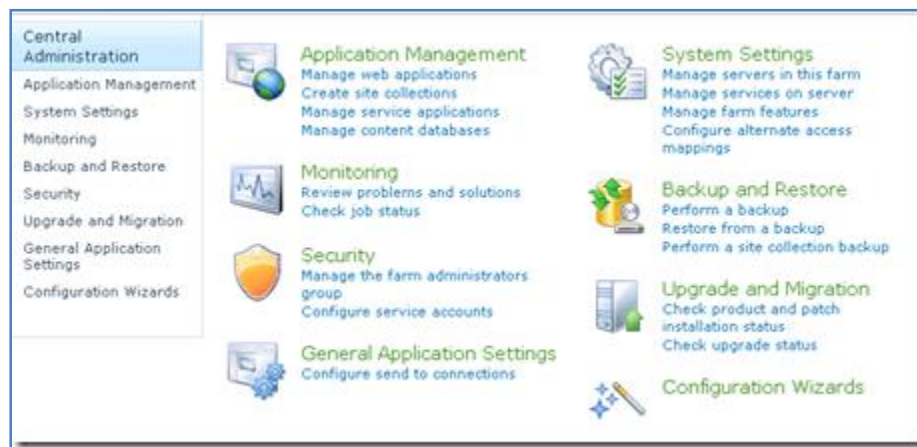 Central
Administration
Application Management
System Settings
Monitoring
Backup and Restore
Security
Upgrade and Migration
General Application
Settings
Configuration Wizards
Application Management
Manage web applications
Create site collections
Manage service applications
Manage content databases
Monitoring
Review problems and solutions
Check job status
Security
Manage the farm administrators
group
Configure service accounts
General Application Settings
Configure send to connections
System Settings
Manage servers in this farm
Manage services on server
Manage farm features
Configure alternate access
mappings
Backup and Restore
Perform a backup
Restore from a backup
Perform a site collection backup
Upgrade and Migration
Check product and patch
installation status
Check upgrade status
Configuration Wizards